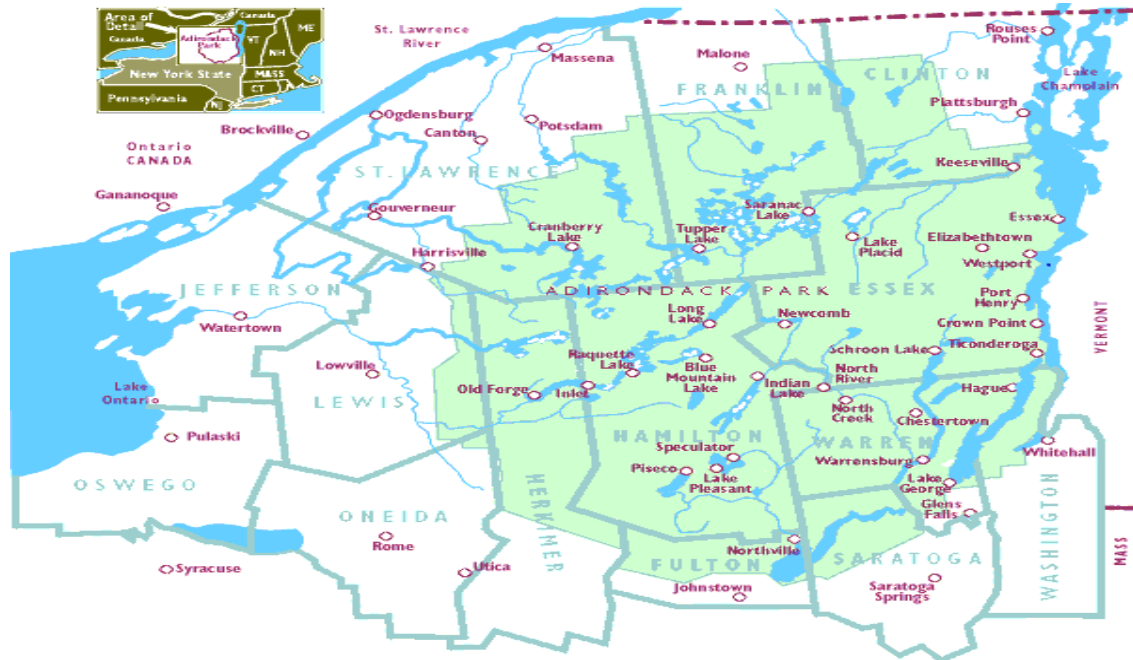 Area of
Detail
Canada
Canada
Adirondack
Park
ME
VT
NH
New York State
MASS
CT
Pennsylvania
NJ
St. Lawrence
River
Massena
Malone
Rouses
Point
CLINTON
FRANKLIN
Lake
Champlain
Plattsburgh
Ogdensburg
Brockville
Canton
Potsdam
Ontario
CANADA
ST. LAWRENCE
Keeseville
Gananoque
Gouverneur
Saranac
Lake
Essex
Cranberry
Lake
Tupper
Lake
Lake
Placid
Elizabethtown
Westport
Harrisville
JEFFERSON
ADIRONDACK PARK
ESSEX
Port
Henry
Watertown
Long
Lake
Newcomb
Crown Point
VERMONT
Schroon Lake
Ticonderoga
Lowville
Raquette
Lake
Blue
Mountain
Lake
North
River
Lake
Ontario
Old Forge
Inlet
Indian
Lake
Hague
LEWIS
North
Creek
Chestertown
Pulaski
HAMILTON
WARREN
Speculator
Whitehall
Piseco
Lake
Pleasant
Warrensburg
OSWEGO
HERKIMER
Lake
George
Glens
Falls
ONEIDA
WASHINGTON
Rome
Northville
MASS
Syracuse
Utica
FULTON
SARATOGA
Johnstown
Saratoga
Springs